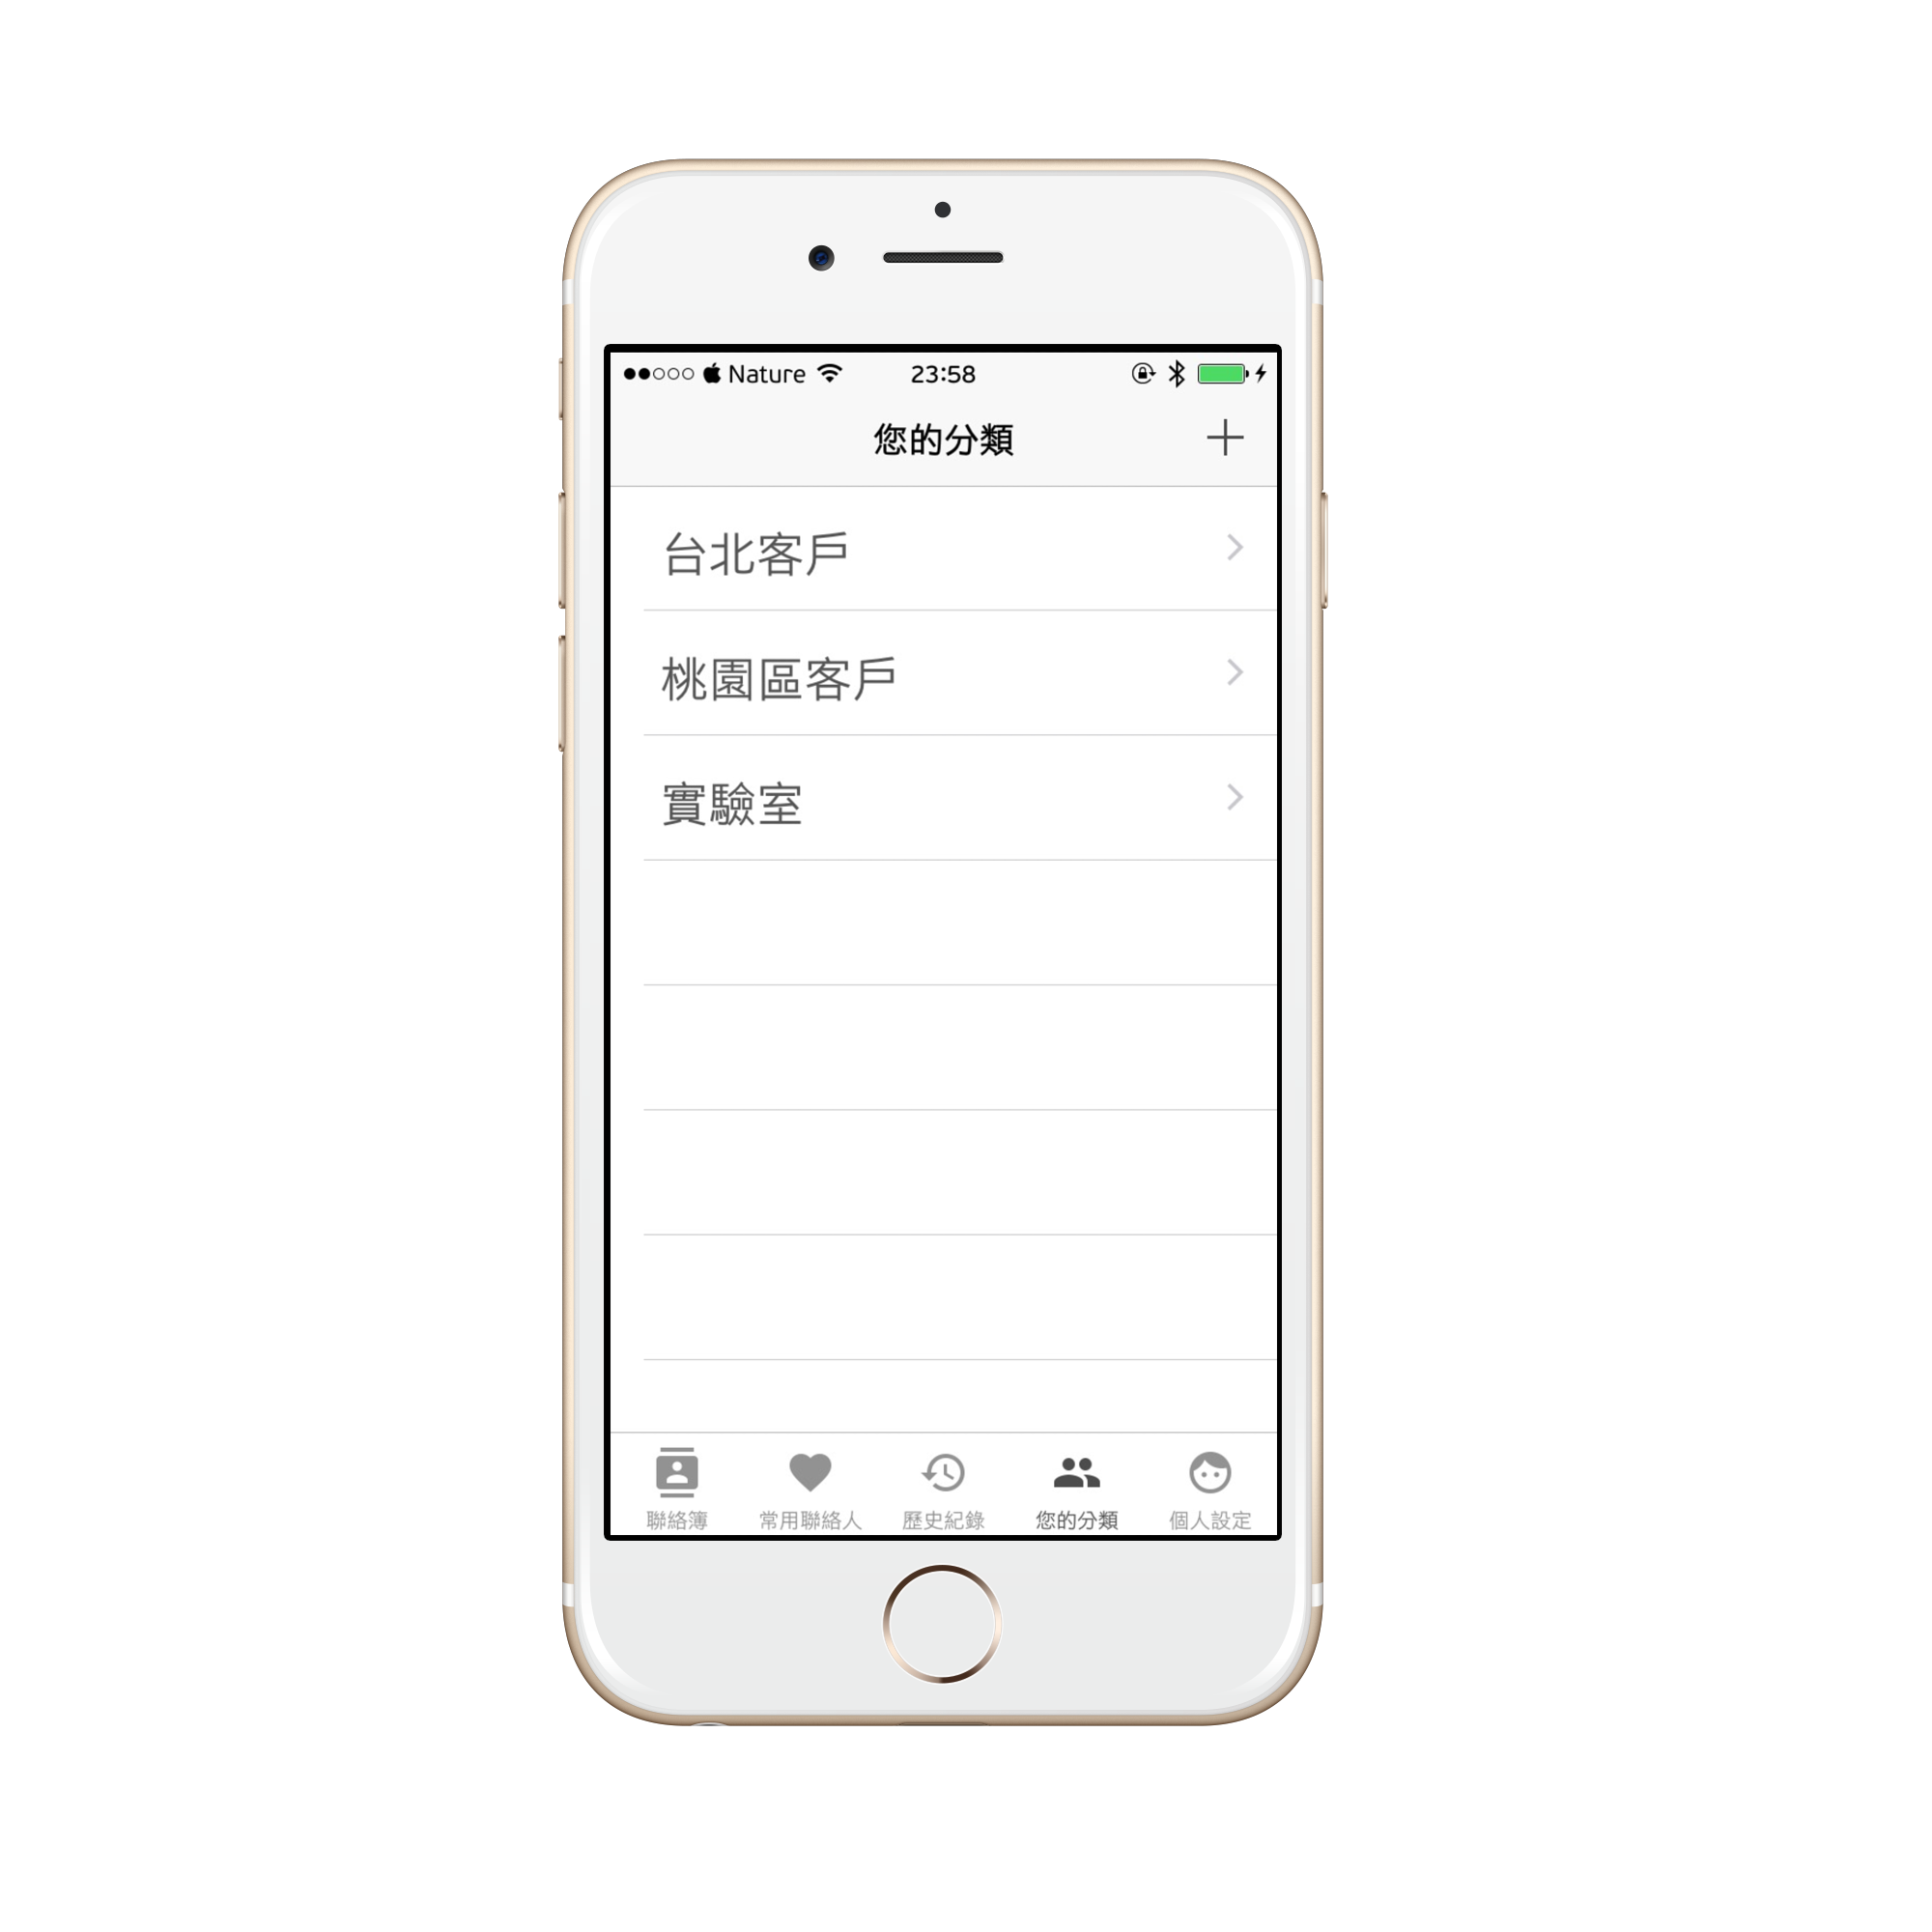 Nature 23:58
您的分類
台北客戶
桃園區客戶
實驗室
聯絡簿 常用聯絡人 歷史紀錄 您的分類 個人設定